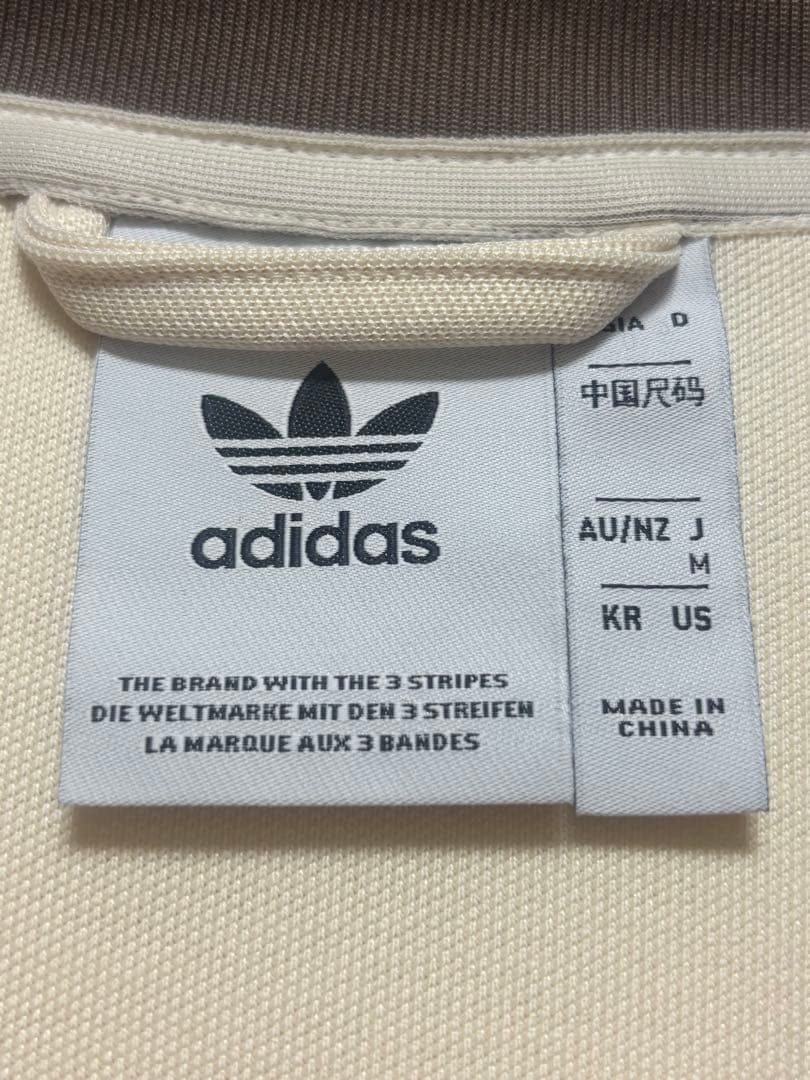 adidas
THE BRAND WITH THE 3 STRIPES
DIE WELTMARKE MIT DEN 3 STREIFEN
LA MARQUE AUX 3 BANDES
D
中国尺码
AU/NZ J
M
KR US
MADE IN
CHINA